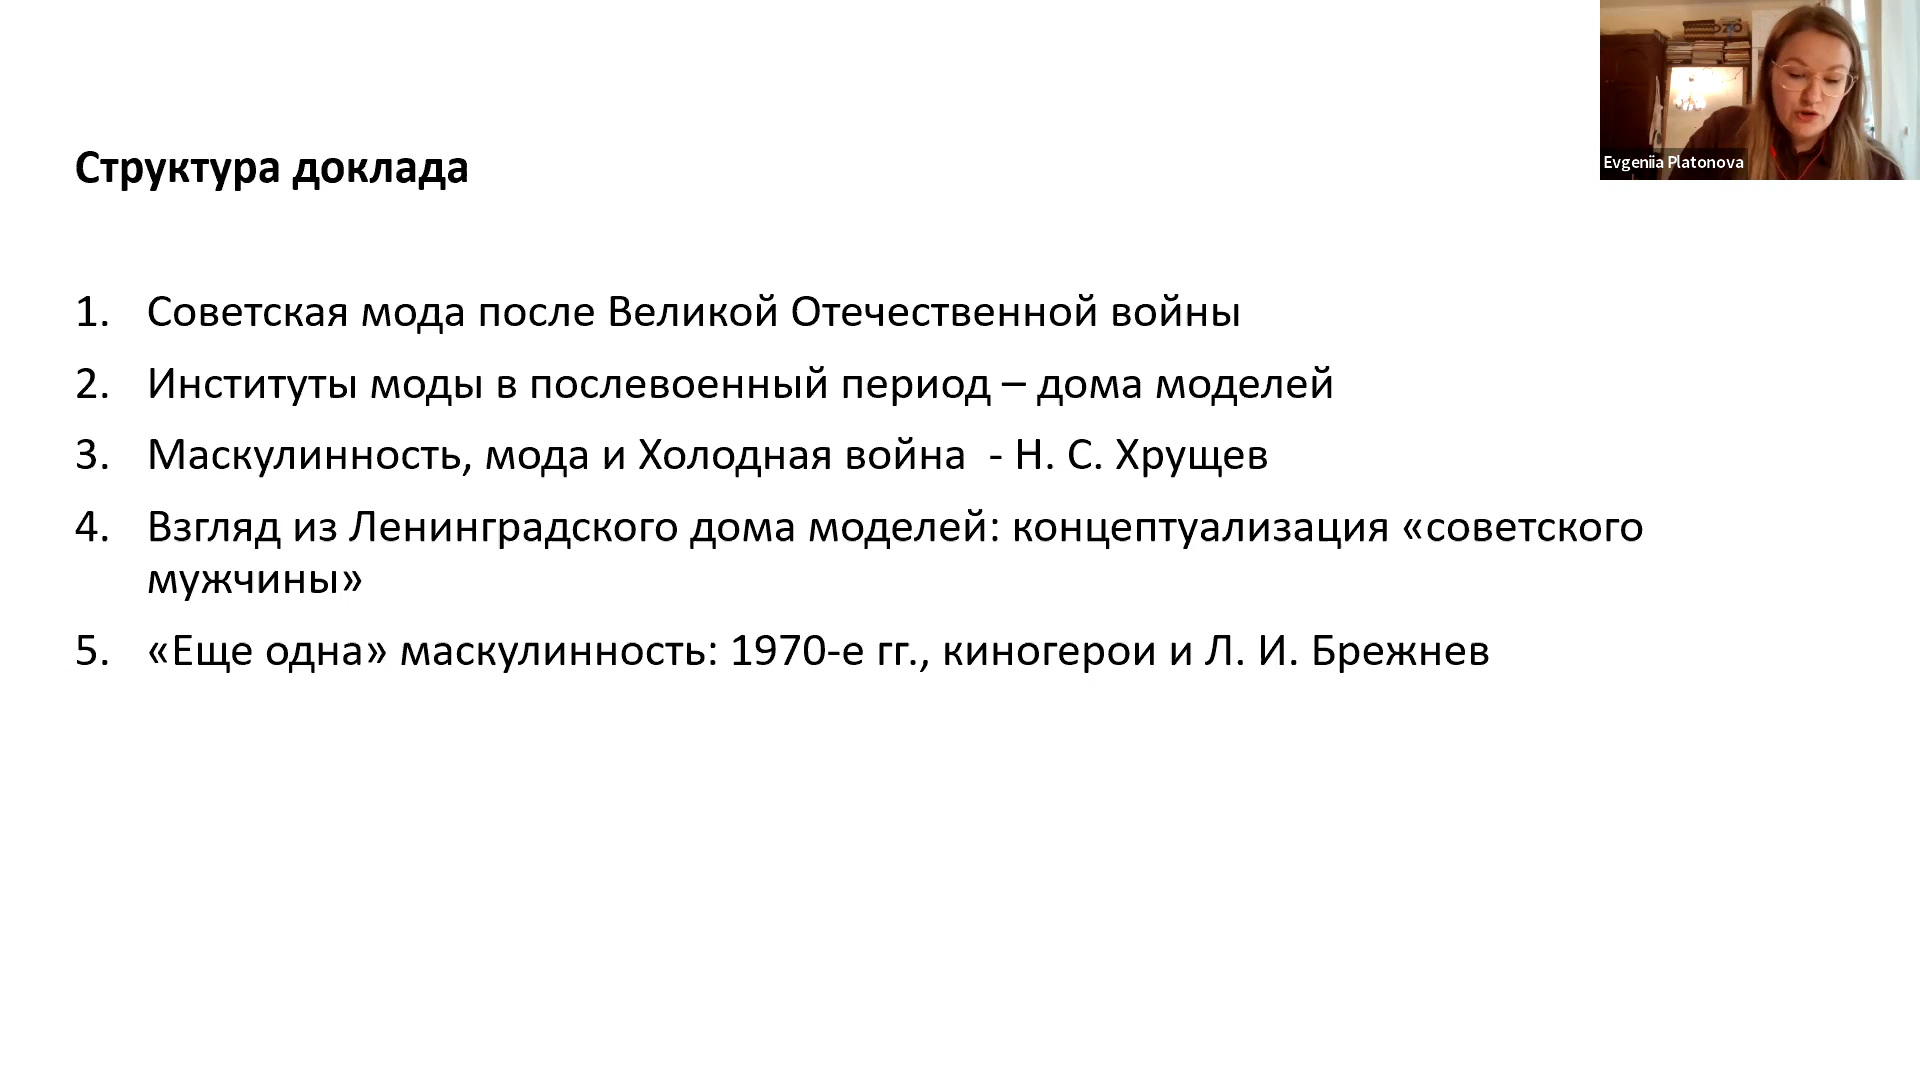 Evgeniia Platonova
Структура доклада
1. Советская мода после Великой Отечественной войны
2. Институты моды в послевоенный период – дома моделей
3. Маскулинность, мода и Холодная война - Н. С. Хрущев
4. Взгляд из Ленинградского дома моделей: концептуализация «советского
мужчины»
5. «Еще одна» маскулинность: 1970-е гг., киногерои и Л. И. Брежнев